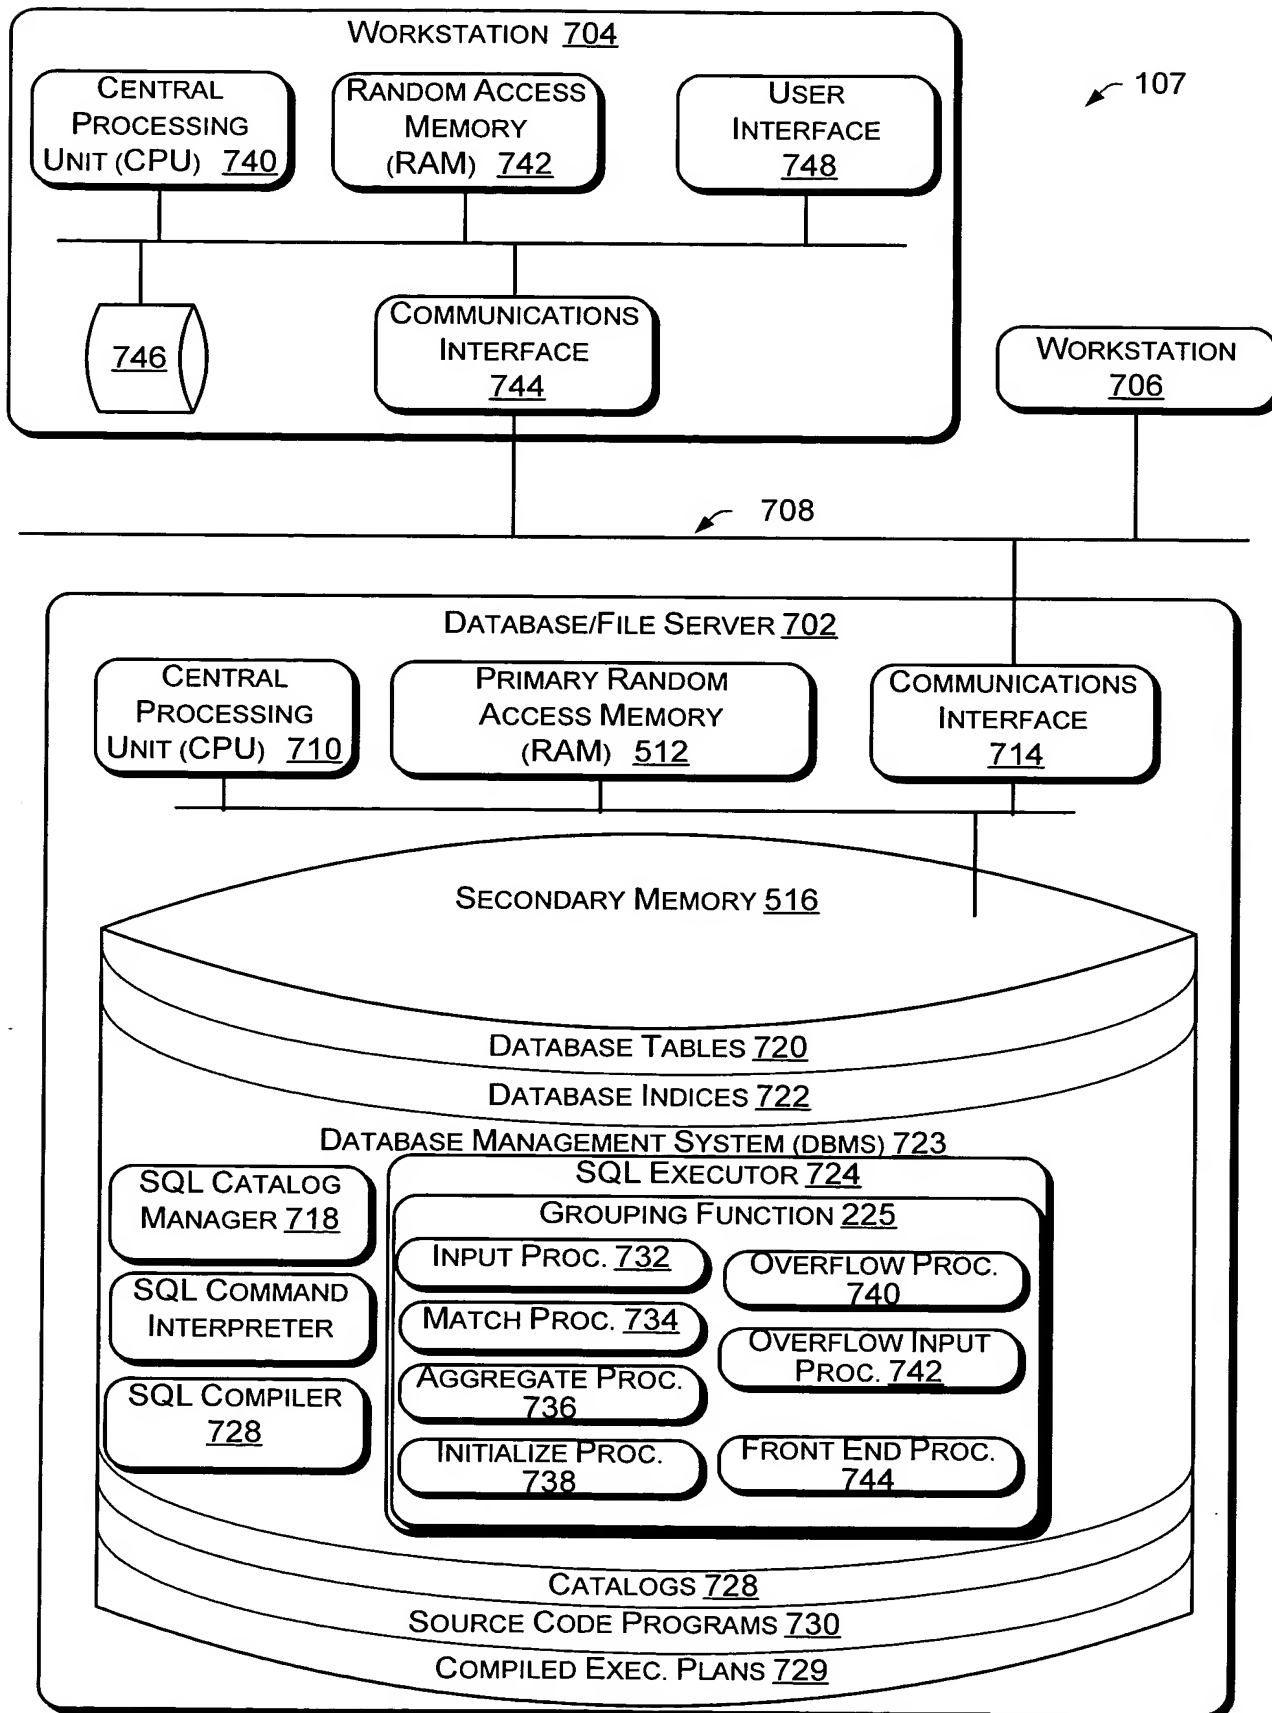 WORKSTATION 704
CENTRAL
PROCESSING
UNIT (CPU) 740
RANDOM ACCESS
MEMORY
(RAM) 742
USER
INTERFACE
748
107
746
COMMUNICATIONS
INTERFACE
744
WORKSTATION
706
708
DATABASE/FILE SERVER 702
CENTRAL
PROCESSING
UNIT (CPU) 710
PRIMARY RANDOM
ACCESS MEMORY
(RAM) 512
COMMUNICATIONS
INTERFACE
714
SECONDARY MEMORY 516
DATABASE TABLES 720
DATABASE INDICES 722
DATABASE MANAGEMENT SYSTEM (DBMS) 723
SQL CATALOG
MANAGER 718
SQL COMMAND
INTERPRETER
SQL COMPILER
728
SQL EXECUTOR 724
GROUPING FUNCTION 225
INPUT PROC. 732
MATCH PROC. 734
AGGREGATE PROC.
736
INITIALIZE PROC.
738
OVERFLOW PROC.
740
OVERFLOW INPUT
PROC. 742
FRONT END PROC.
744
CATALOGS 728
SOURCE CODE PROGRAMS 730
COMPILED EXEC. PLANS 729